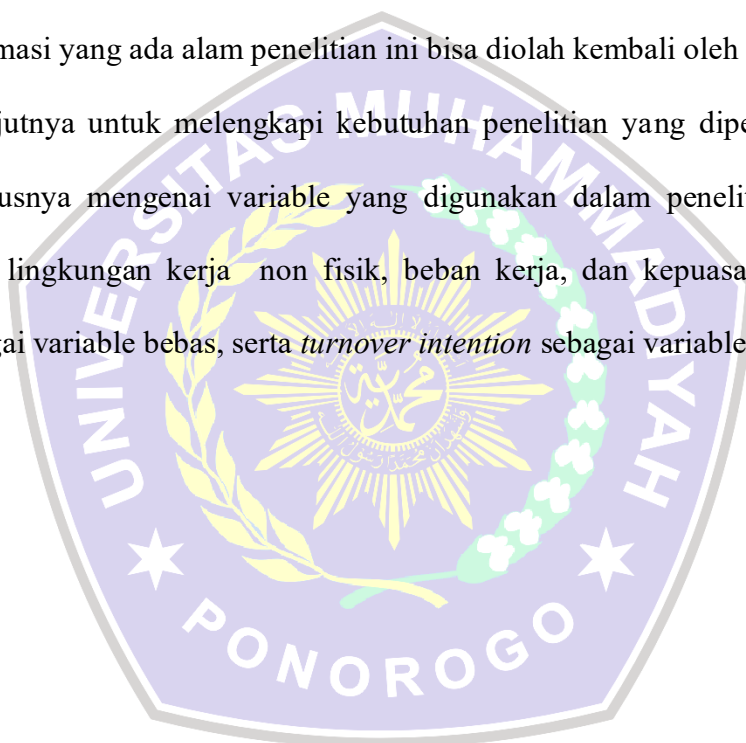 masi yang ada alam penelitian ini bisa diolah kembali oleh
jutnya untuk melengkapi kebutuhan penelitian yang dipe
usnya mengenai variable yang digunakan dalam penelit
lingkungan kerja non fisik, beban kerja, dan kepuasa
gai variable bebas, serta turnover intention sebagai variable
UNIVERSITAS MUHAMMADIYAH
PONOROGO
محمدية